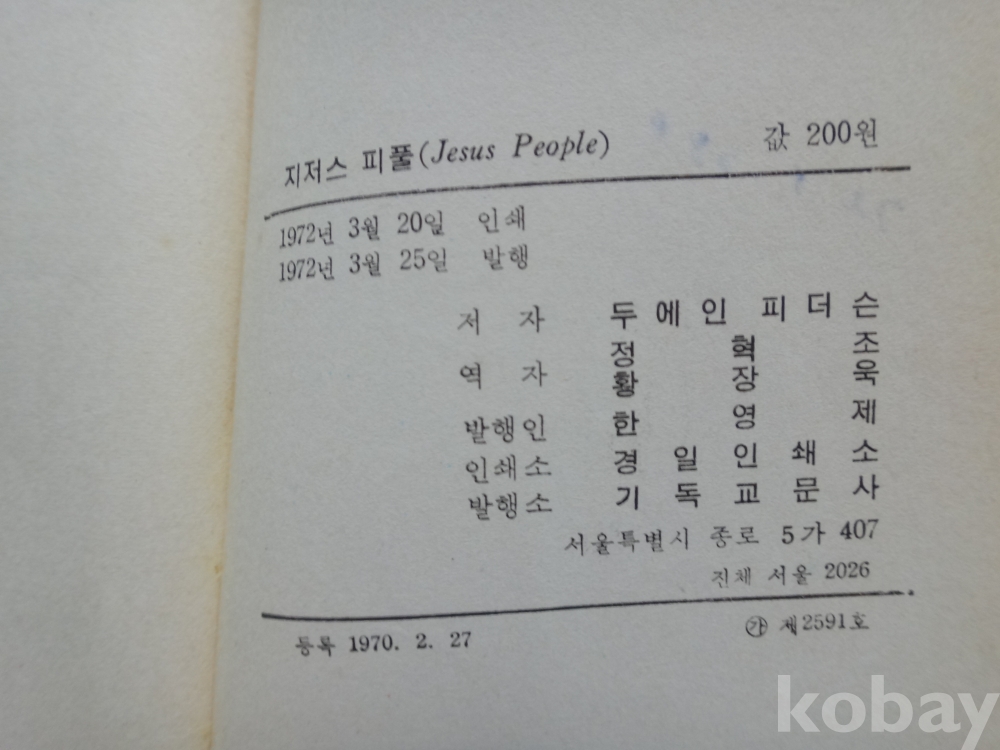 지저스 피풀(Jesus People) 값 200원
1972년 3월 20일 인쇄
1972년 3월 25일 발행
저 자 두 에 인 피 더 슨
정 혁 조
역 자 황 장 욱
발행인 한 영 제
인쇄소 경 일 인 쇄 소
발행소 기 독 교 문 사
서울특별시 종로 5가 407
전체 서울 2026
등록 1970. 2. 27 ㉮ 제2591호
kobay